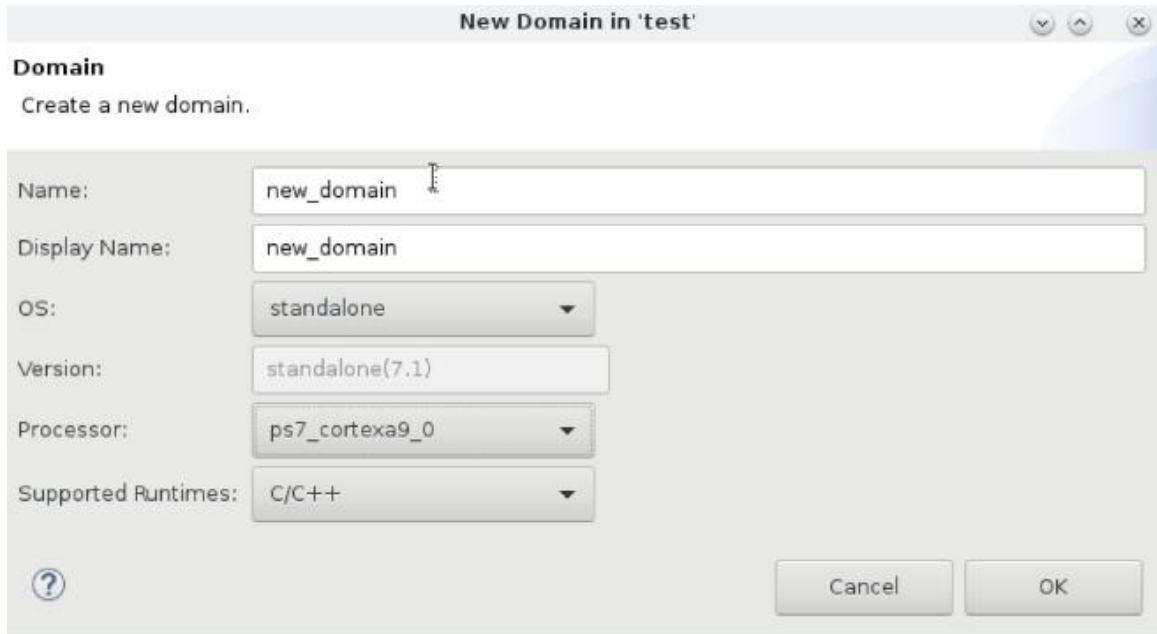 New Domain in 'test'
Domain
Create a new domain.
Name: new_domain
Display Name: new_domain
OS: standalone
Version: standalone(7.1)
Processor: ps7_cortexa9_0
Supported Runtimes: C/C++
?
Cancel OK